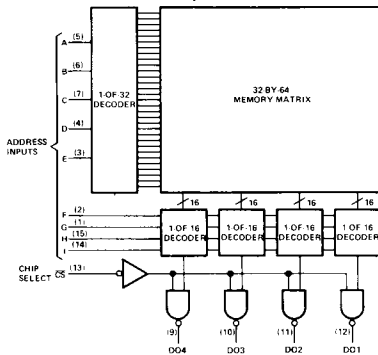 A (5)
B (6)
C (7)
D (4)
E (3)
ADDRESS
INPUTS
1-OF-32
DECODER
32 BY-64
MEMORY MATRIX
16 16 16 16
F (2)
G (1)
H (15)
I (14)
1 OF 16
DECODER
1-OF-16
DECODER
1 OF 16
DECODER
1-OF-16
DECODER
CHIP
SELECT CS (13)
(9) (10) (11) (12)
DO4 DO3 DO2 DO1